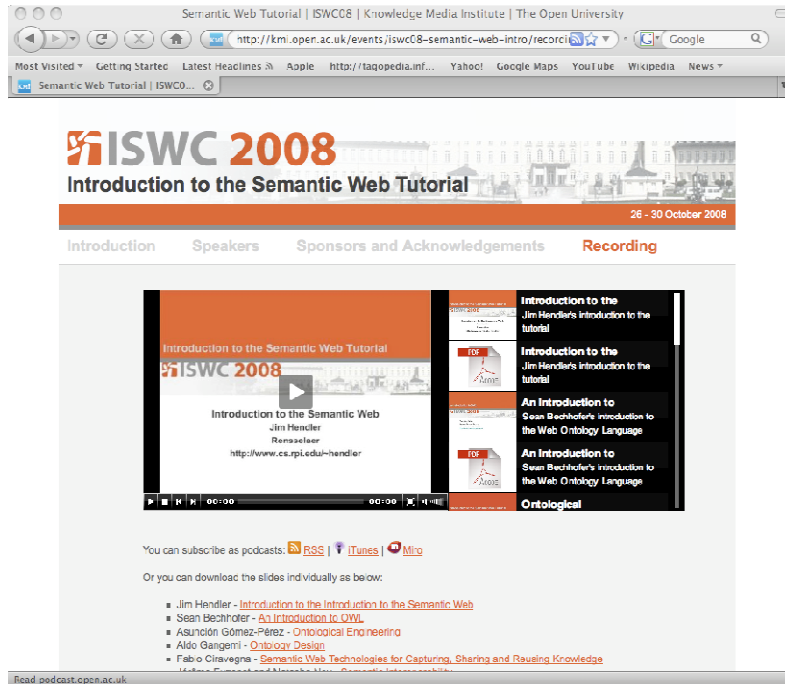 Semantic Web Tutorial | ISWC08 | Knowledge Media Institute | The Open University
http://kmi.open.ac.uk/events/iswc08-semantic-web-intro/recordi
Google
Most Visited Getting Started Latest Headlines Apple http://tagopedia.inf... Yahoo! Google Maps YouTube Wikipedia News
Semantic Web Tutorial | ISWC0...
ISWC 2008
Introduction to the Semantic Web Tutorial
26 - 30 October 2008
Introduction Speakers Sponsors and Acknowledgements Recording
Introduction to the Semantic Web Tutorial
ISWC 2008
Introduction to the Semantic Web
Jim Hendler
Rensselaer
http://www.cs.rpi.edu/~hendler
00:00 00:00
Introduction to the
Jim Hendler's introduction to the
tutorial
PDF
Adobe
Introduction to the
Jim Hendler's introduction to the
tutorial
An Introduction to
Sean Bechhofer's introduction to
the Web Ontology Language
PDF
Adobe
An Introduction to
Sean Bechhofer's introduction to
the Web Ontology Language
Ontological
You can subscribe as podcasts: RSS | iTunes | Miro
Or you can download the slides individually as below:
Jim Hendler - Introduction to the Introduction to the Semantic Web
Sean Bechhofer - An Introduction to OWL
Asunción Gómez-Pérez - Ontological Engineering
Aldo Gangemi - Ontology Design
Fabio Ciravegna - Semantic Web Technologies for Capturing, Sharing and Reusing Knowledge
Read podcast.open.ac.uk